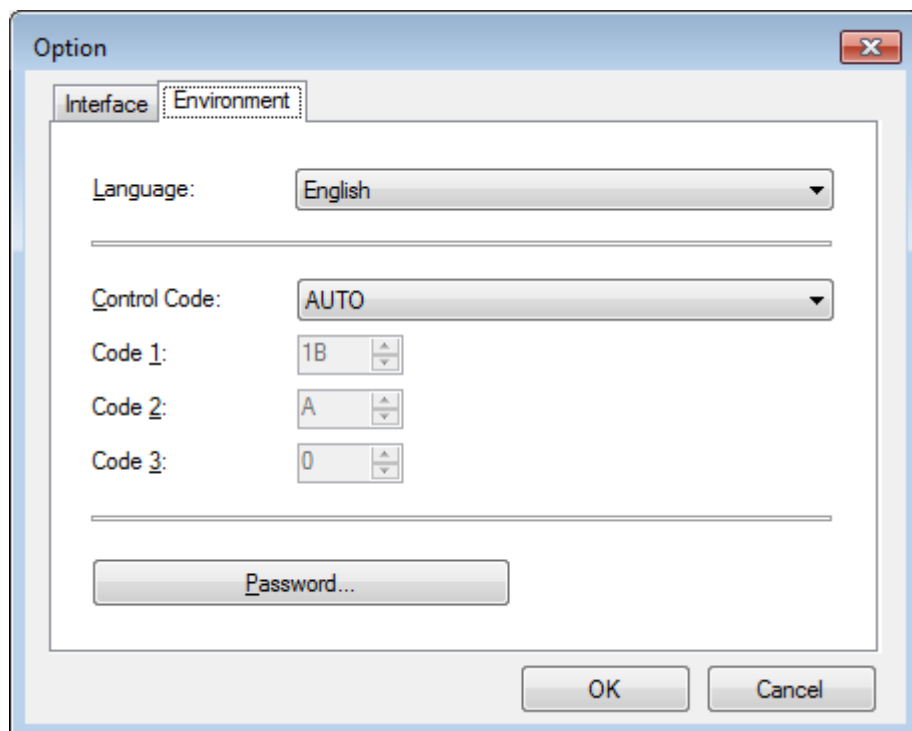 Option
Interface Environment
Language: English
Control Code: AUTO
Code 1: 1B
Code 2: A
Code 3: 0
Password...
OK Cancel